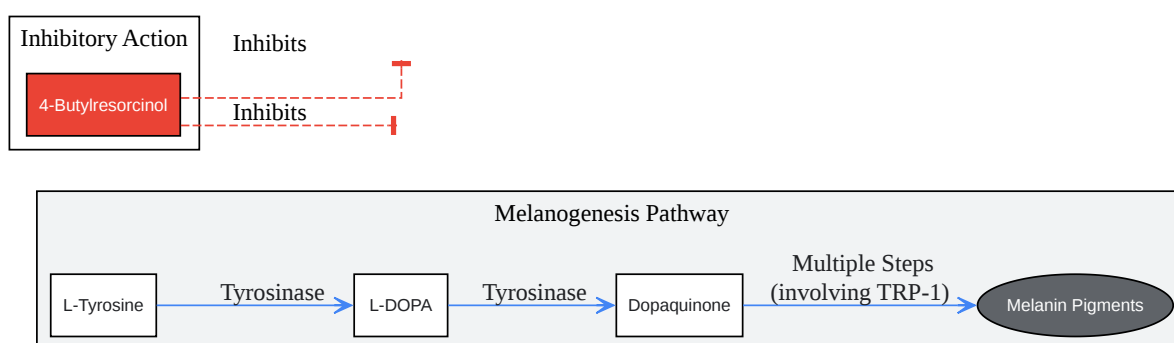 Inhibitory Action
Inhibits
4-Butylresorcinol
Inhibits
Melanogenesis Pathway
L-Tyrosine
Tyrosinase
L-DOPA
Tyrosinase
Dopaquinone
Multiple Steps
(involving TRP-1)
Melanin Pigments